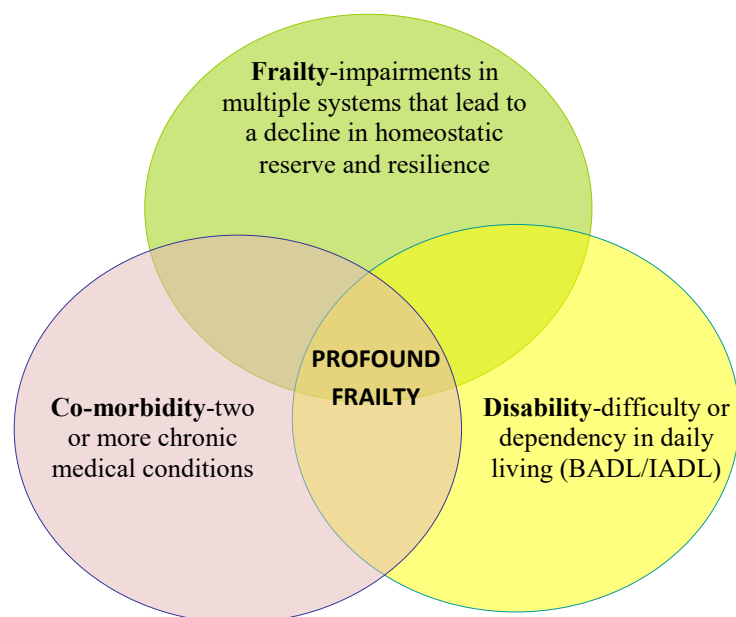 Frailty-impairments in
multiple systems that lead to
a decline in homeostatic
reserve and resilience
PROFOUND
FRAILTY
Co-morbidity-two
or more chronic
medical conditions
Disability-difficulty or
dependency in daily
living (BADL/IADL)